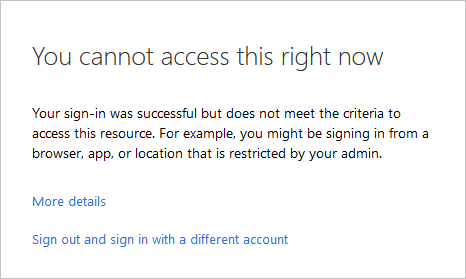 You cannot access this right now
Your sign-in was successful but does not meet the criteria to
access this resource. For example, you might be signing in from a
browser, app, or location that is restricted by your admin.
More details
Sign out and sign in with a different account